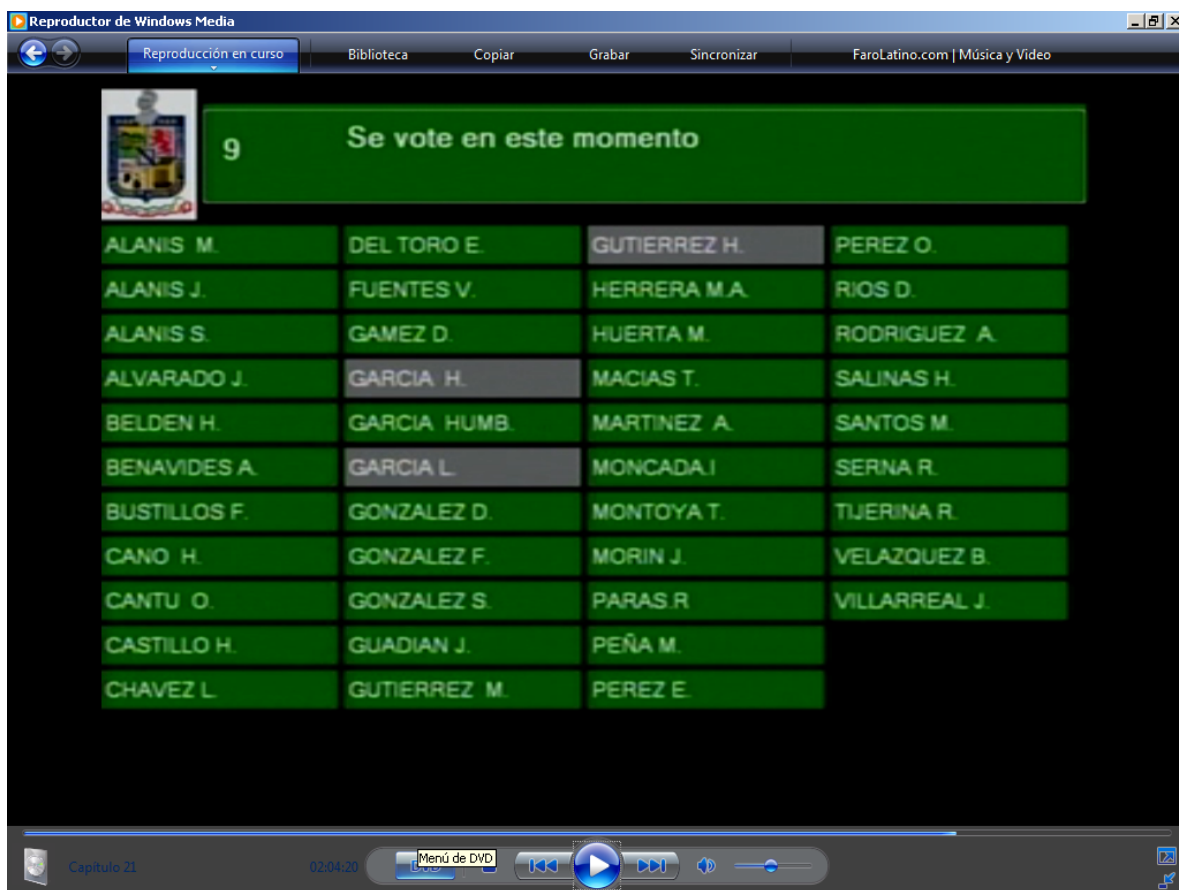 Reproductor de Windows Media
Reproducción en curso Biblioteca Copiar Grabar Sincronizar FaroLatino.com | Música y Video
9 Se vote en este momento
ALANIS M. DEL TORO E. GUTIERREZ H. PEREZ O.
ALANIS J. FUENTES V. HERRERA M.A. RIOS D.
ALANIS S. GAMEZ D. HUERTA M. RODRIGUEZ A.
ALVARADO J. GARCIA H. MACIAS T. SALINAS H.
BELDEN H. GARCIA HUMB. MARTINEZ A. SANTOS M.
BENAVIDES A. GARCIA L. MONCADA.I SERNA R.
BUSTILLOS F. GONZALEZ D. MONTOYA T. TIJERINA R.
CANO H. GONZALEZ F. MORIN J. VELAZQUEZ B.
CANTU O. GONZALEZ S. PARAS.R VILLARREAL J.
CASTILLO H. GUADIAN J. PEÑA M.
CHAVEZ L. GUTIERREZ M. PEREZ E.
Capítulo 21 02:04:20 Menú de DVD